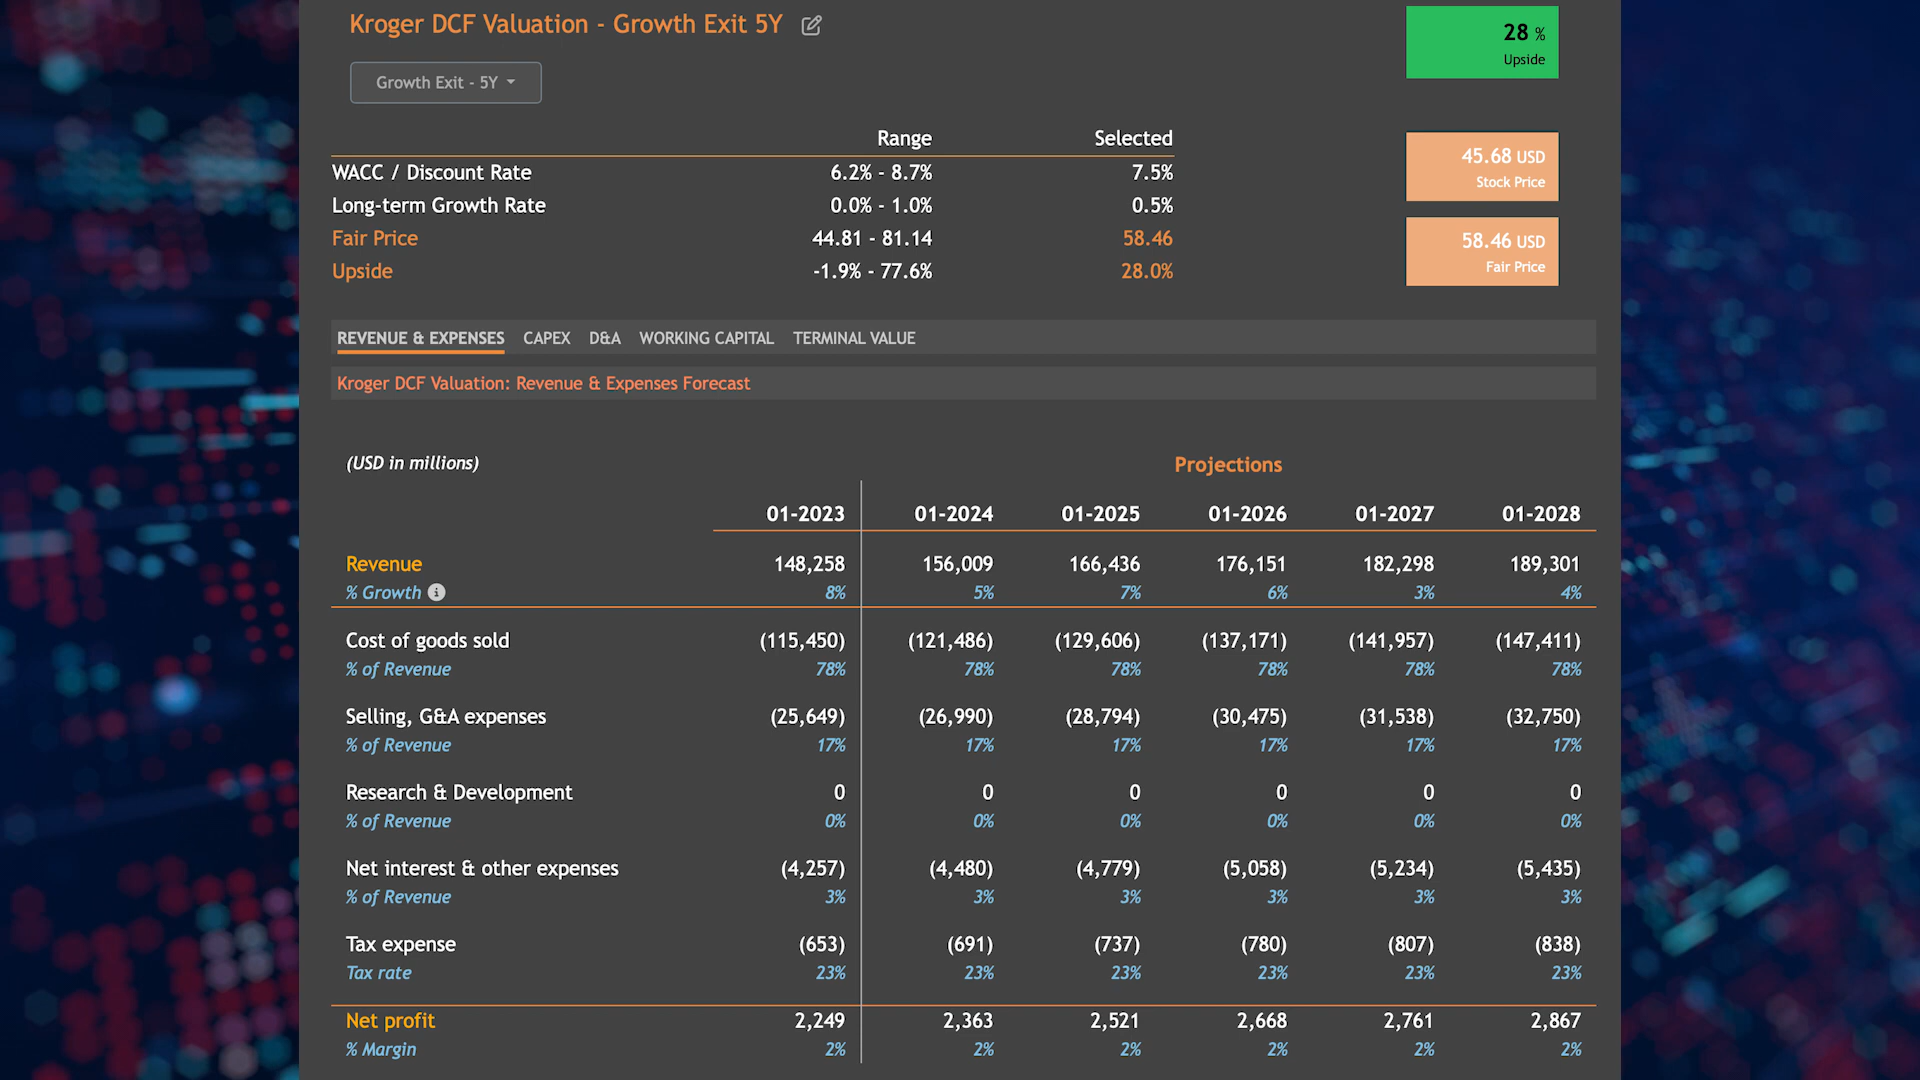 Kroger DCF Valuation - Growth Exit 5Y
28 %
Upside
Growth Exit - 5Y
Range Selected
WACC / Discount Rate 6.2% - 8.7% 7.5%
Long-term Growth Rate 0.0% - 1.0% 0.5%
Fair Price 44.81 - 81.14 58.46
Upside -1.9% - 77.6% 28.0%
45.68 USD
Stock Price
58.46 USD
Fair Price
REVENUE & EXPENSES CAPEX D&A WORKING CAPITAL TERMINAL VALUE
Kroger DCF Valuation: Revenue & Expenses Forecast
(USD in millions) Projections
01-2023 01-2024 01-2025 01-2026 01-2027 01-2028
Revenue 148,258 156,009 166,436 176,151 182,298 189,301
% Growth i 8% 5% 7% 6% 3% 4%
Cost of goods sold (115,450) (121,486) (129,606) (137,171) (141,957) (147,411)
% of Revenue 78% 78% 78% 78% 78% 78%
Selling, G&A expenses (25,649) (26,990) (28,794) (30,475) (31,538) (32,750)
% of Revenue 17% 17% 17% 17% 17% 17%
Research & Development 0 0 0 0 0 0
% of Revenue 0% 0% 0% 0% 0% 0%
Net interest & other expenses (4,257) (4,480) (4,779) (5,058) (5,234) (5,435)
% of Revenue 3% 3% 3% 3% 3% 3%
Tax expense (653) (691) (737) (780) (807) (838)
Tax rate 23% 23% 23% 23% 23% 23%
Net profit 2,249 2,363 2,521 2,668 2,761 2,867
% Margin 2% 2% 2% 2% 2% 2%